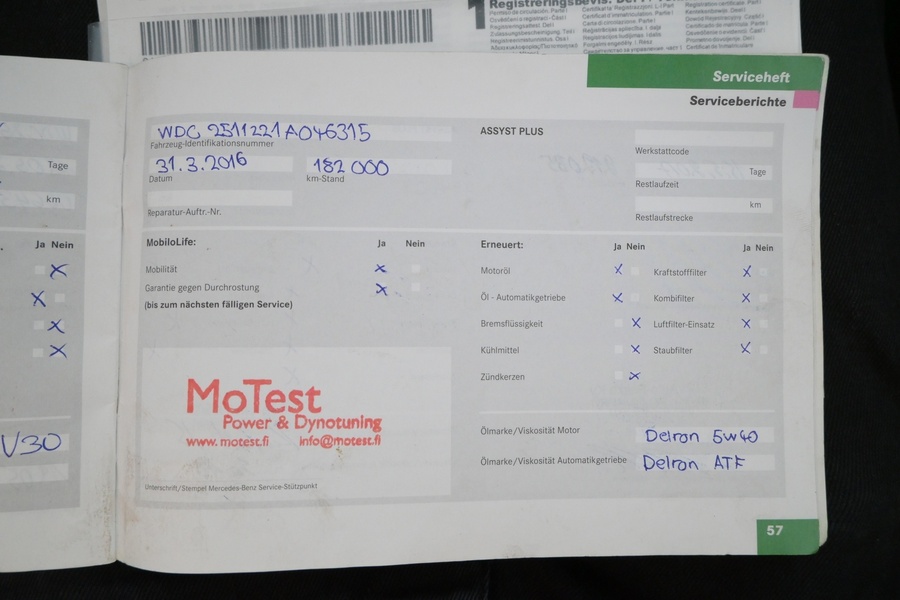 Registreringsbevis. Del 1
Serviceheft
Serviceberichte
Tage
km
Ja Nein
V30
WDC 2511221A046315
Fahrzeug-Identifikationsnummer
31.3.2016 182 000
Datum km-Stand
Reparatur-Auftr.-Nr.
ASSYST PLUS
Werkstattcode
Tage
Restlaufzeit
km
Restlaufstrecke
MobiloLife: Ja Nein
Mobilität x
Garantie gegen Durchrostung x
(bis zum nächsten fälligen Service)
MoTest
Power & Dynotuning
www.motest.fi info@motest.fi
Unterschrift/Stempel Mercedes-Benz Service-Stützpunkt
Erneuert: Ja Nein Ja Nein
Motoröl x Kraftstofffilter x
Öl - Automatikgetriebe x Kombifilter x
Bremsflüssigkeit x Luftfilter-Einsatz x
Kühlmittel x Staubfilter x
Zündkerzen x
Ölmarke/Viskosität Motor Delron 5W40
Ölmarke/Viskosität Automatikgetriebe Delron ATF
57